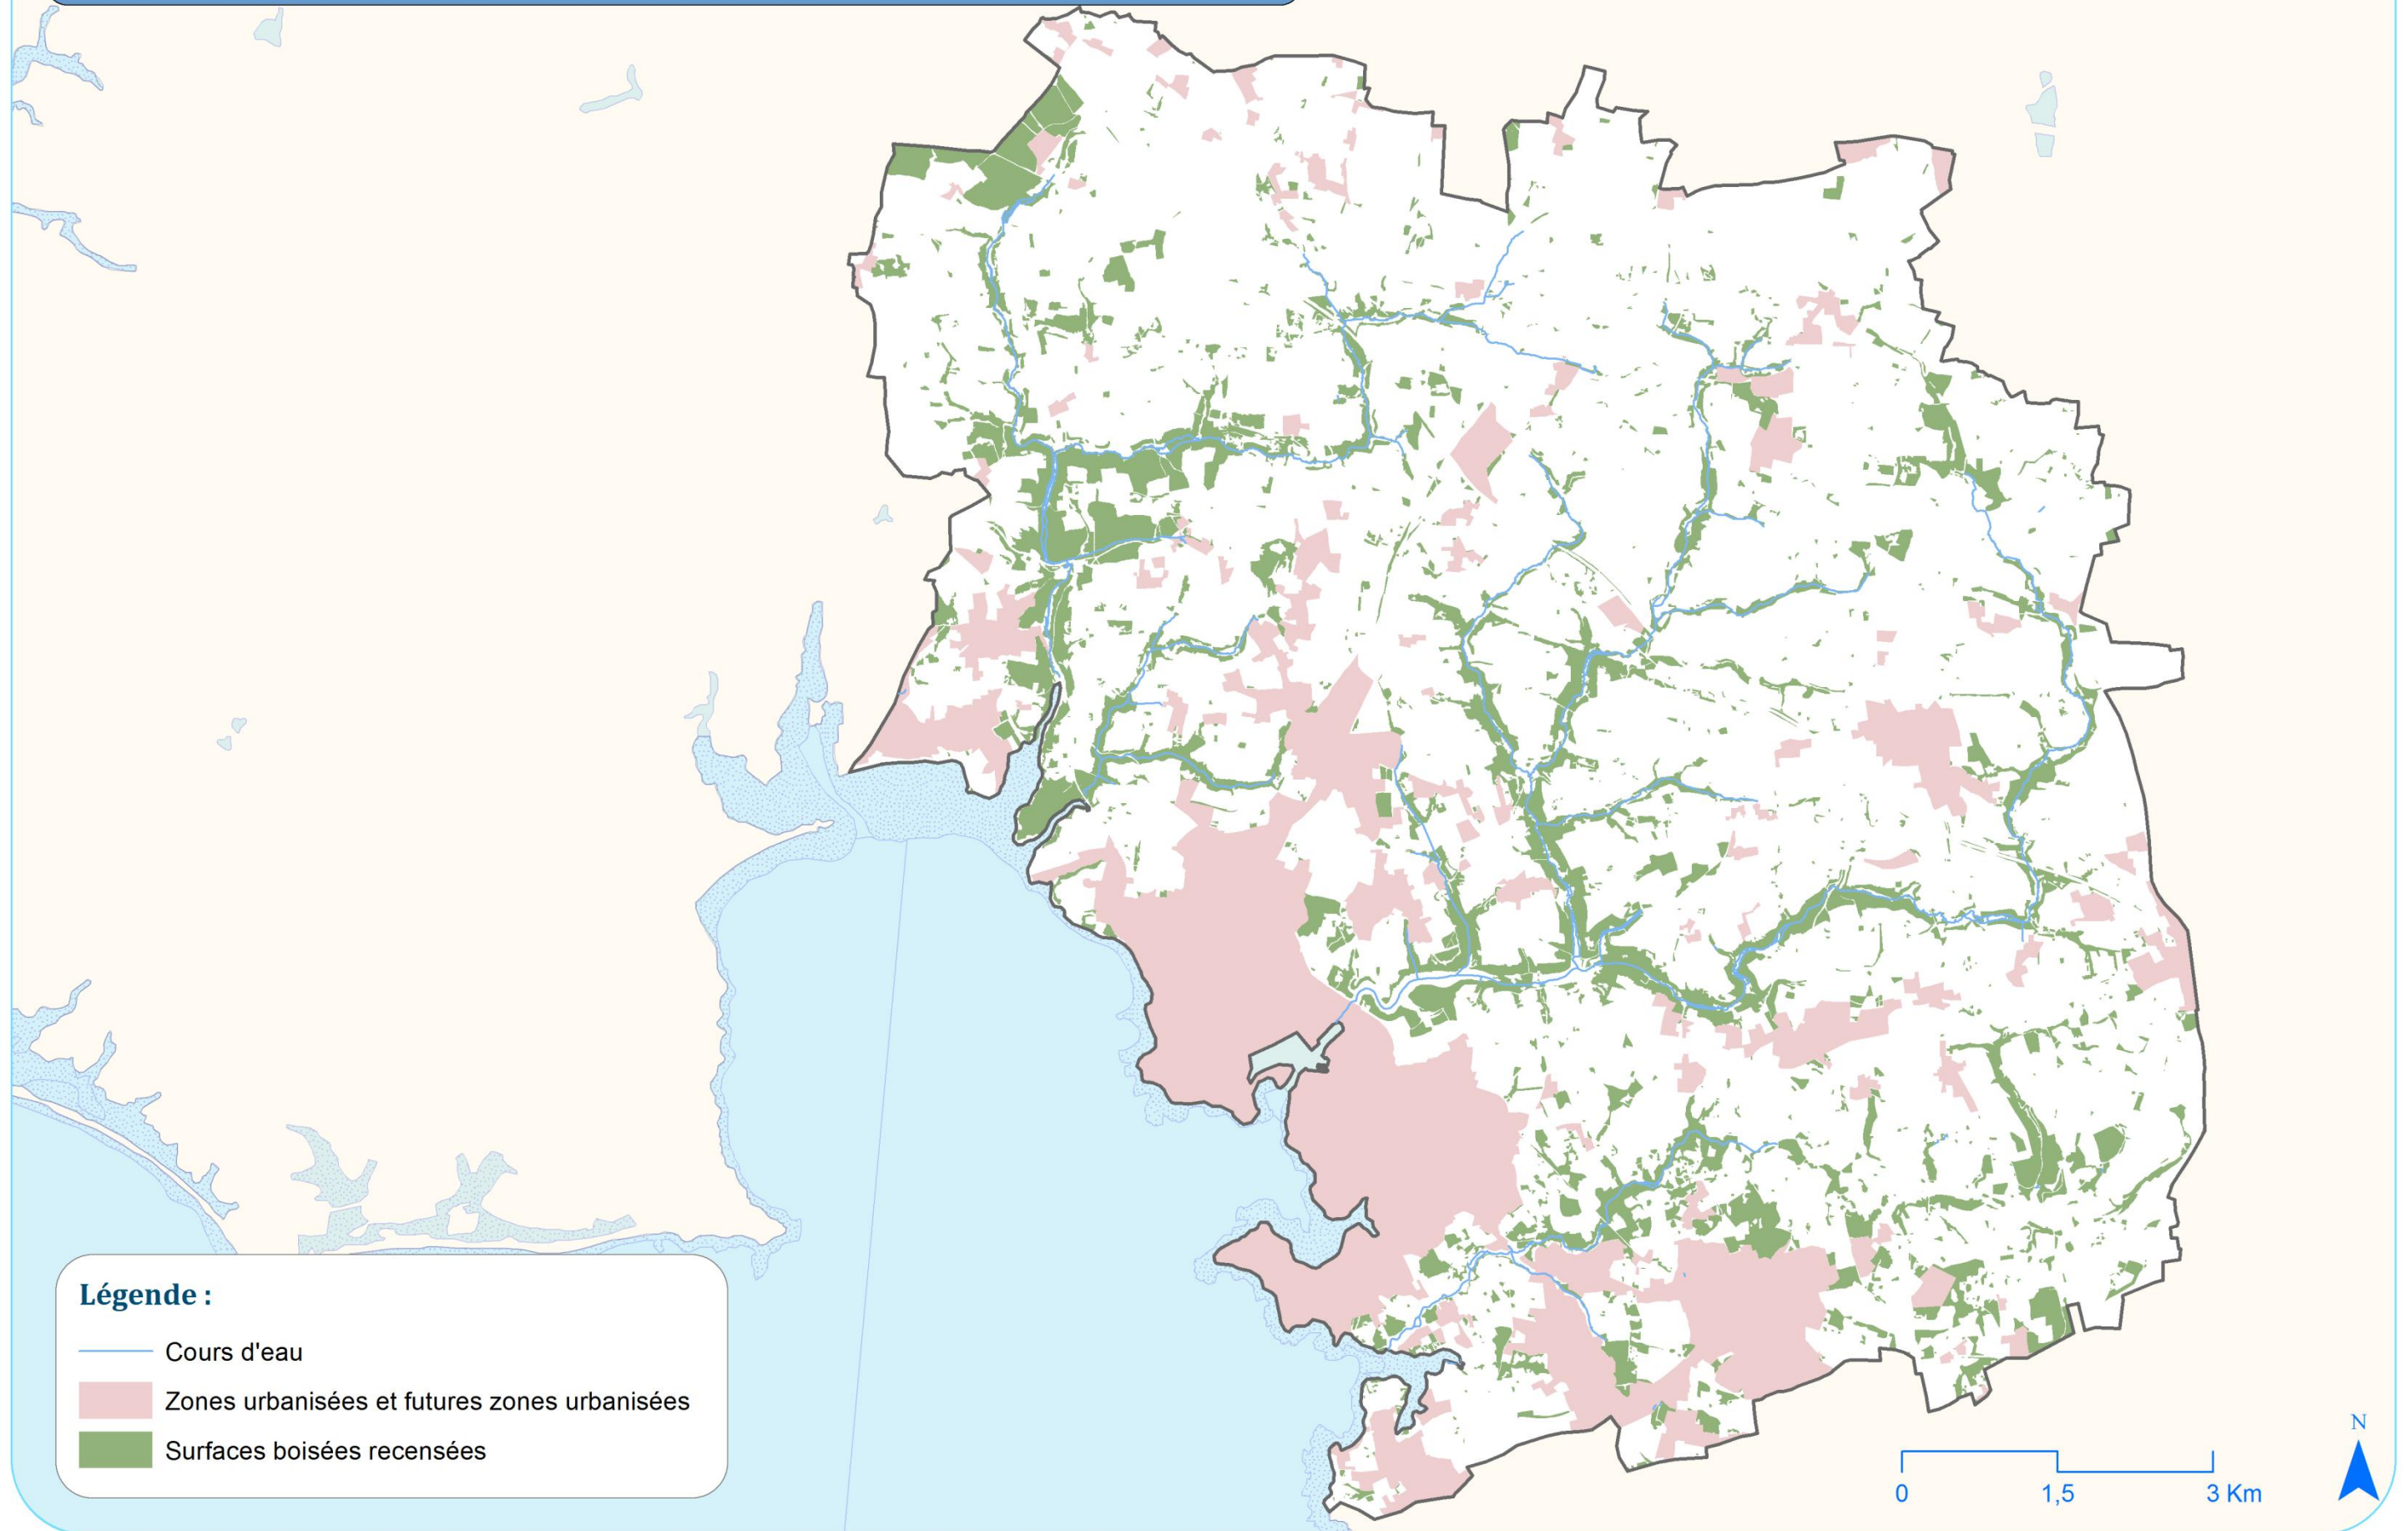 Légende :
Cours d'eau
Zones urbanisées et futures zones urbanisées
Surfaces boisées recensées
N
0 1,5 3 Km